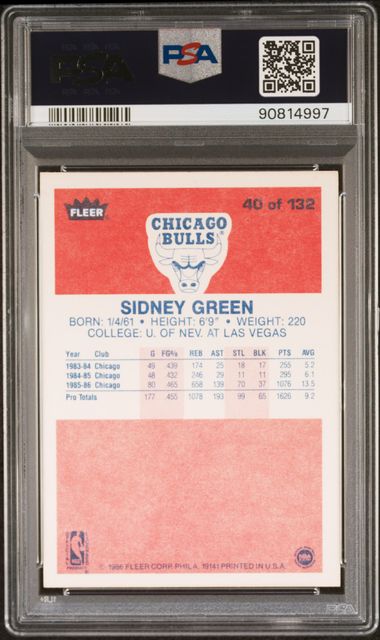 PSA
PSA
90814997
FLEER
40 of 132
CHICAGO
BULLS
SIDNEY GREEN
BORN: 1/4/61 • HEIGHT: 6'9" • WEIGHT: 220
COLLEGE: U. OF NEV. AT LAS VEGAS
Year Club G FG% REB AST STL BLK PTS AVG
1983-84 Chicago 49 .439 174 25 18 17 255 5.2
1984-85 Chicago 48 .432 246 29 11 11 295 6.1
1985-86 Chicago 80 .465 658 139 70 37 1076 13.5
Pro Totals 177 .455 1078 193 99 65 1626 9.2
© 1986 FLEER CORP. PHILA. 19141 PRINTED IN U.S.A.
PSA